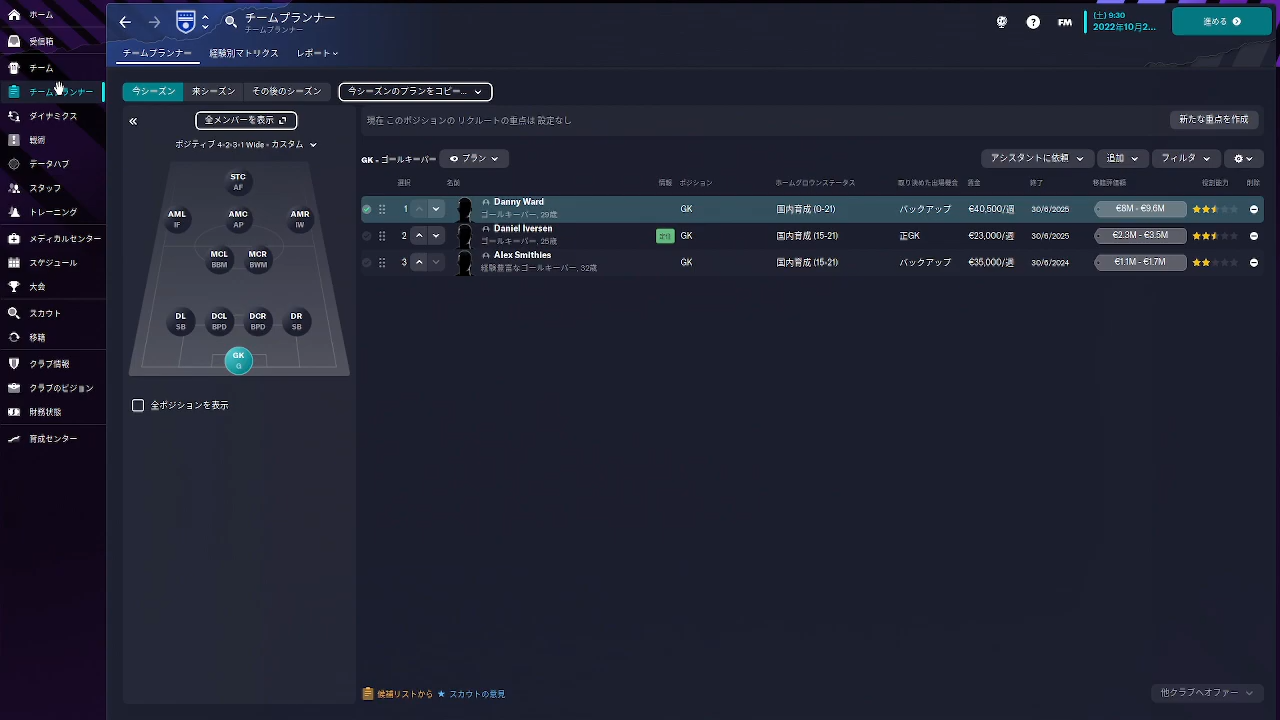 ホーム
受信箱
チーム
チームプランナー
ダイナミクス
戦術
データハブ
スタッフ
トレーニング
メディカルセンター
スケジュール
大会
スカウト
移籍
クラブ情報
クラブのビジョン
財務状態
育成センター
チームプランナー
チームプランナー
FM
(土) 9:30
2022年10月2...
進める
チームプランナー 経験別マトリクス レポート
今シーズン 来シーズン その後のシーズン 今シーズンのプランをコピー...
全メンバーを表示
ポジティブ 4-2-3-1 Wide - カスタム
STC
AF
AML
IF
AMC
AP
AMR
IW
MCL
BBM
MCR
BWM
DL
SB
DCL
BPD
DCR
BPD
DR
SB
GK
G
全ポジションを表示
現在 このポジションの リクルートの重点は 設定なし
新たな重点を作成
GK - ゴールキーパー プラン アシスタントに依頼 追加 フィルタ
選択 名前 情報 ポジション ホームグロウンステータス 取り決めた出場機会 賃金 終了 移籍評価額 役割能力 削除
1 Danny Ward GK 国内育成 (0-21) バックアップ €40,500/週 30/6/2025 €8M - €9.6M
ゴールキーパー, 29歳
2 Daniel Iversen GK 国内育成 (15-21) 正GK €23,000/週 30/6/2025 €2.3M - €3.5M
ゴールキーパー, 25歳
3 Alex Smithies GK 国内育成 (15-21) バックアップ €35,000/週 30/6/2024 €1.1M - €1.7M
経験豊富なゴールキーパー, 32歳
候補リストから ★ スカウトの意見
他クラブへオファー